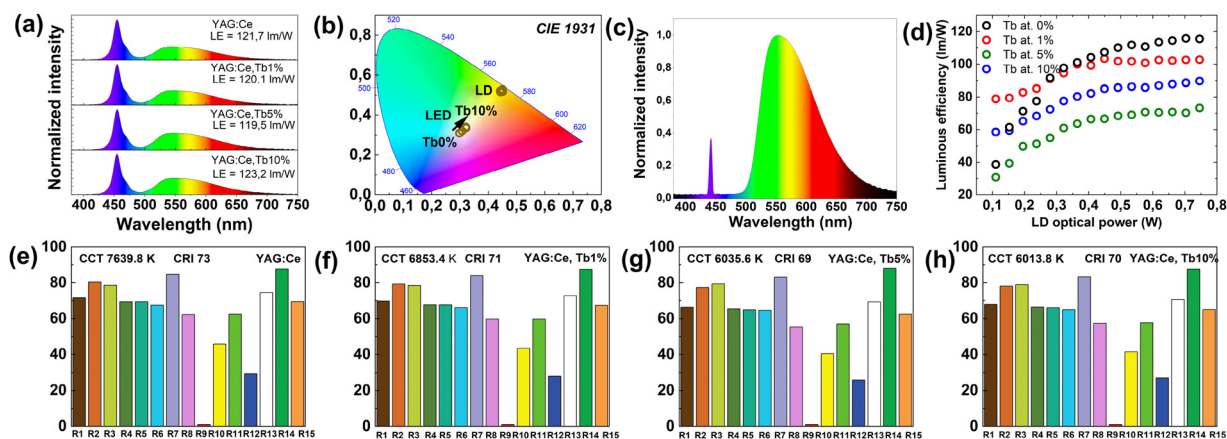 (a)
YAG:Ce
LE = 121,7 lm/W
YAG:Ce,Tb1%
LE = 120.1 lm/W
YAG:Ce,Tb5%
LE = 119,5 lm/W
YAG:Ce,Tb10%
LE = 123,2 lm/W
Normalized intensity
400 450 500 550 600 650 700 750
Wavelength (nm)
(b)
CIE 1931
520
540
560
580
600
620
500
480
460
LD
LED
Tb10%
Tb0%
0,8
0,6
0,4
0,2
0,0
0,0 0,1 0,2 0,3 0,4 0,5 0,6 0,7 0,8
(c)
Normalized intensity
1,0
0,8
0,6
0,4
0,2
0,0
400 450 500 550 600 650 700 750
Wavelength (nm)
(d)
Luminous efficiency (lm/W)
120
100
80
60
40
20
Tb at. 0%
Tb at. 1%
Tb at. 5%
Tb at. 10%
0,1 0,2 0,3 0,4 0,5 0,6 0,7 0,8
LD optical power (W)
(e)
CCT 7639.8 K CRI 73 YAG:Ce
100
80
60
40
20
0
R1 R2 R3 R4 R5 R6 R7 R8 R9 R10 R11 R12 R13 R14 R15
(f)
CCT 6853.4 K CRI 71 YAG:Ce, Tb1%
100
80
60
40
20
0
R1 R2 R3 R4 R5 R6 R7 R8 R9 R10 R11 R12 R13 R14 R15
(g)
CCT 6035.6 K CRI 69 YAG:Ce, Tb5%
100
80
60
40
20
0
R1 R2 R3 R4 R5 R6 R7 R8 R9 R10 R11 R12 R13 R14 R15
(h)
CCT 6013.8 K CRI 70 YAG:Ce, Tb10%
100
80
60
40
20
0
R1 R2 R3 R4 R5 R6 R7 R8 R9 R10 R11 R12 R13 R14 R15